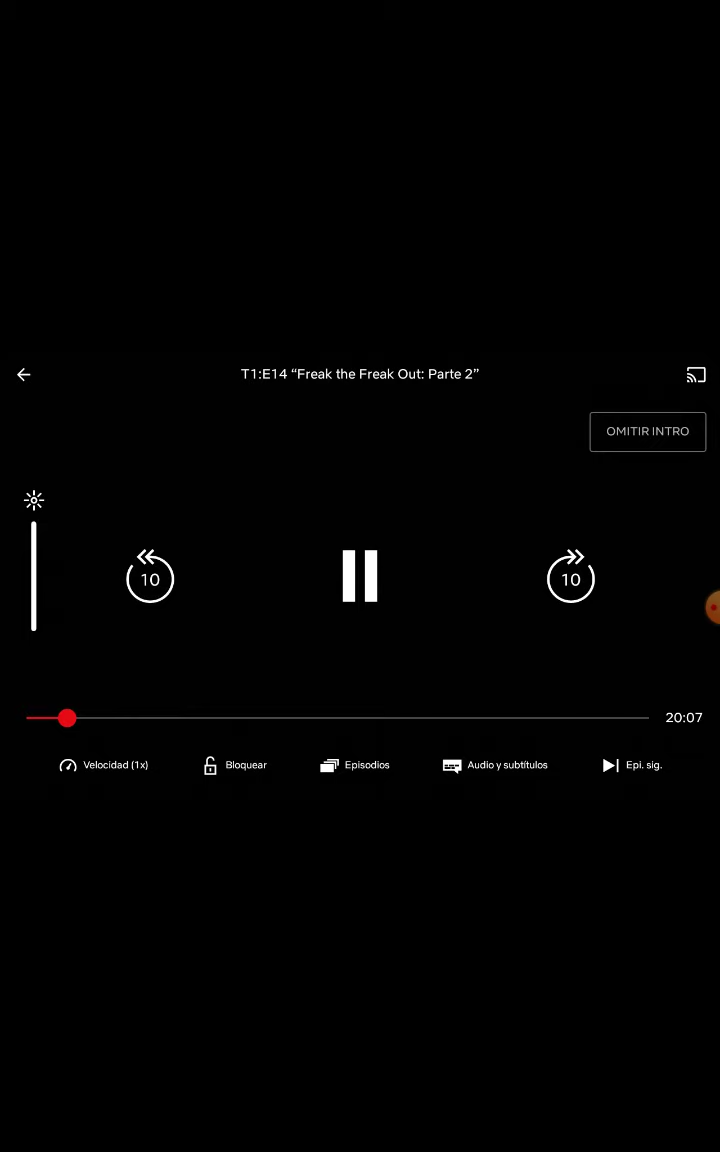 T1:E14 “Freak the Freak Out: Parte 2”
OMITIR INTRO
10
10
20:07
Velocidad (1x) Bloquear Episodios Audio y subtítulos Epi. sig.